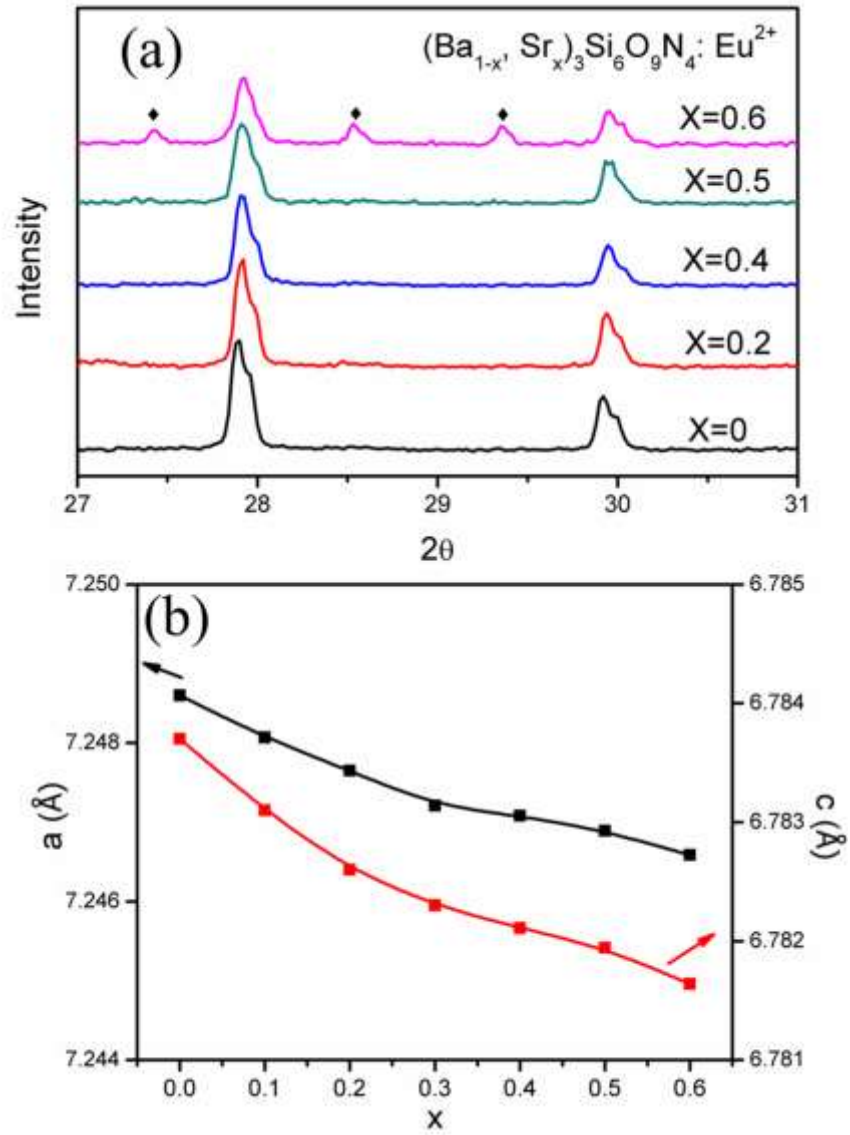 (a)
(Ba1-x, Srx)3Si6O9N4: Eu2+
X=0.6
X=0.5
X=0.4
X=0.2
X=0
Intensity
27 28 29 30 31
2θ
(b)
7.250
7.248
7.246
7.244
a (Å)
6.785
6.784
6.783
6.782
6.781
c (Å)
0.0 0.1 0.2 0.3 0.4 0.5 0.6
x